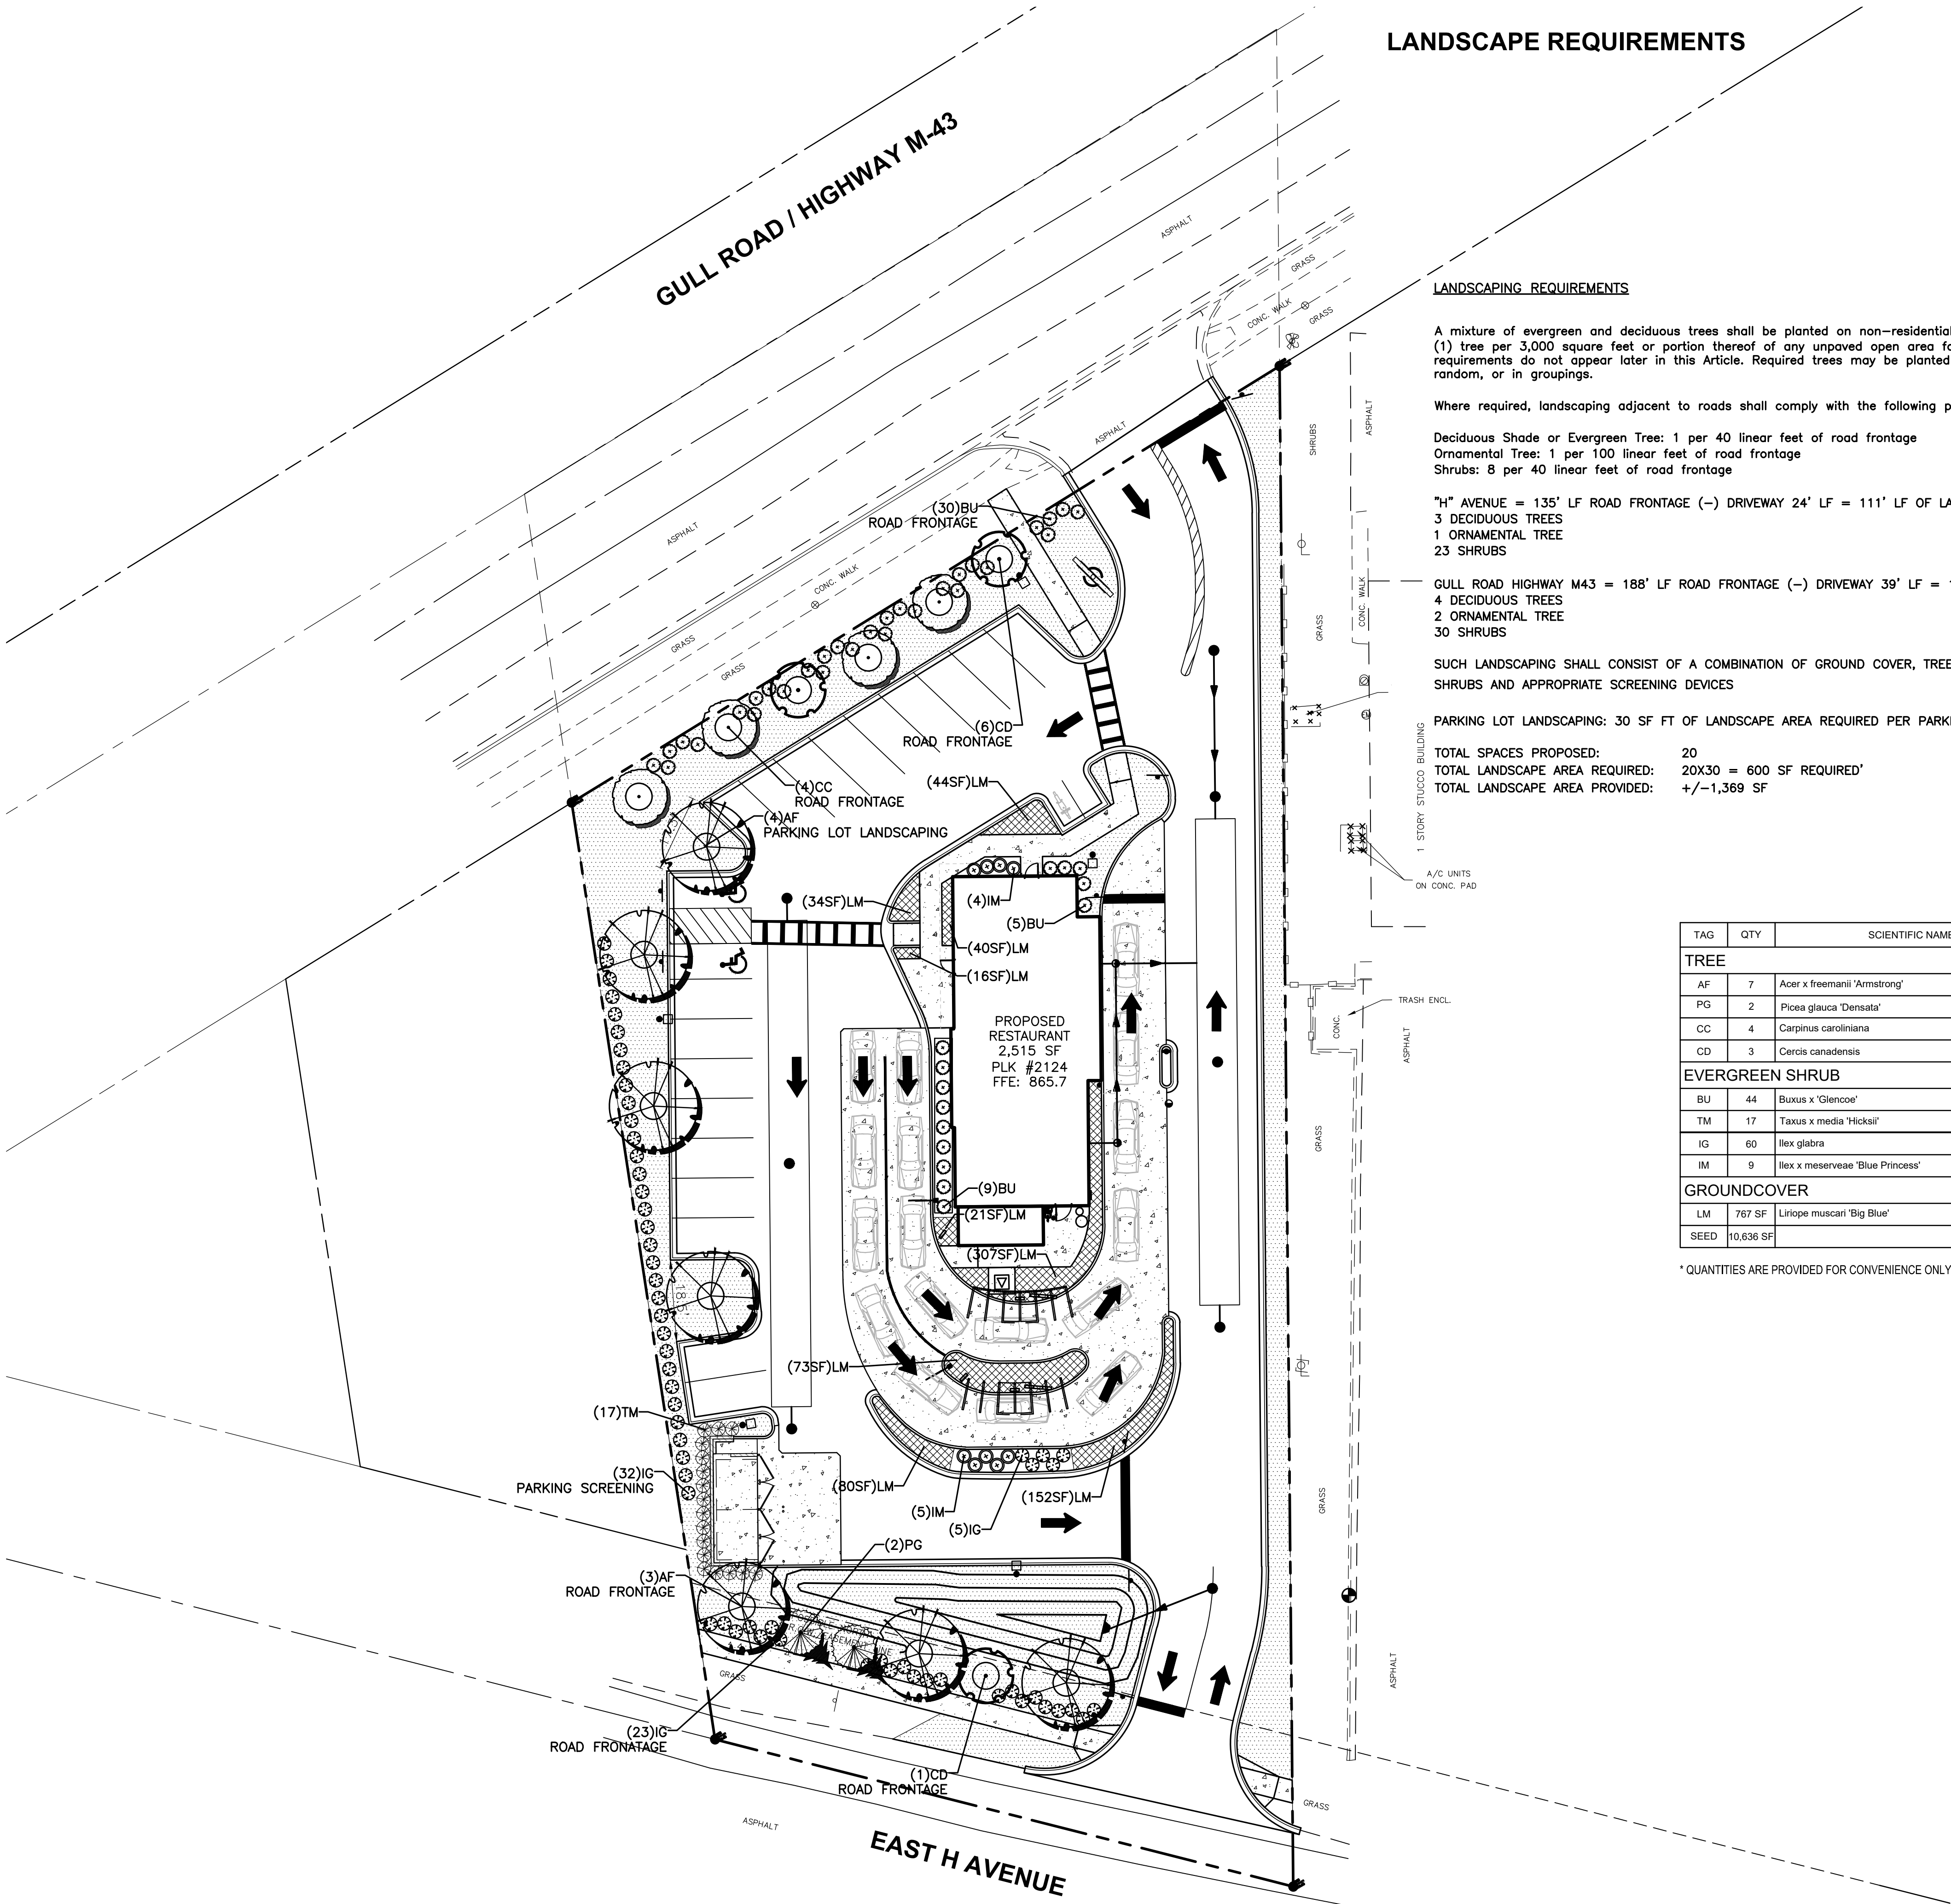 LANDSCAPE REQUIREMENTS
GULL ROAD / HIGHWAY M-43
ASPHALT
GRASS
CONC. WALK
GRASS
LANDSCAPING REQUIREMENTS
A mixture of evergreen and deciduous trees shall be planted on non-residential
(1) tree per 3,000 square feet or portion thereof of any unpaved open area fo
requirements do not appear later in this Article. Required trees may be planted
random, or in groupings.
Where required, landscaping adjacent to roads shall comply with the following p
Deciduous Shade or Evergreen Tree: 1 per 40 linear feet of road frontage
Ornamental Tree: 1 per 100 linear feet of road frontage
Shrubs: 8 per 40 linear feet of road frontage
"H" AVENUE = 135' LF ROAD FRONTAGE (-) DRIVEWAY 24' LF = 111' LF OF LA
3 DECIDUOUS TREES
1 ORNAMENTAL TREE
23 SHRUBS
GULL ROAD HIGHWAY M43 = 188' LF ROAD FRONTAGE (-) DRIVEWAY 39' LF = 1
4 DECIDUOUS TREES
2 ORNAMENTAL TREE
30 SHRUBS
SUCH LANDSCAPING SHALL CONSIST OF A COMBINATION OF GROUND COVER, TREE
SHRUBS AND APPROPRIATE SCREENING DEVICES
PARKING LOT LANDSCAPING: 30 SF FT OF LANDSCAPE AREA REQUIRED PER PARKI
TOTAL SPACES PROPOSED: 20
TOTAL LANDSCAPE AREA REQUIRED: 20X30 = 600 SF REQUIRED'
TOTAL LANDSCAPE AREA PROVIDED: +/-1,369 SF
ASPHALT
SHRUBS
ASPHALT
ASPHALT
CONC. WALK
GRASS
GRASS
(30)BU
ROAD FRONTAGE
GRASS
CONC. WALK
(6)CD
ROAD FRONTAGE
1 STORY STUCCO BUILDING
(44SF)LM
(4)CC
ROAD FRONTAGE
(4)AF
PARKING LOT LANDSCAPING
A/C UNITS
ON CONC. PAD
(34SF)LM
(4)IM
(5)BU
(40SF)LM
(16SF)LM
TRASH ENCL.
CONC.
ASPHALT
PROPOSED
RESTAURANT
2,515 SF
PLK #2124
FFE: 865.7
GRASS
TAG QTY SCIENTIFIC NAME
TREE
AF 7 Acer x freemanii 'Armstrong'
PG 2 Picea glauca 'Densata'
CC 4 Carpinus caroliniana
CD 3 Cercis canadensis
EVERGREEN SHRUB
BU 44 Buxus x 'Glencoe'
TM 17 Taxus x media 'Hicksii'
IG 60 Ilex glabra
IM 9 Ilex x meserveae 'Blue Princess'
GROUNDCOVER
LM 767 SF Liriope muscari 'Big Blue'
SEED 10,636 SF
* QUANTITIES ARE PROVIDED FOR CONVENIENCE ONLY
(9)BU
(21SF)LM
(307SF)LM
18.5'
(73SF)LM
(17)TM
(32)IG
PARKING SCREENING
(80SF)LM
(152SF)LM
(5)IM
(5)IG
GRASS
(2)PG
(3)AF
ROAD FRONTAGE
EASEMENT LINE
GRASS
ASPHALT
(23)IG
ROAD FRONATAGE
(1)CD
ROAD FRONTAGE
GRASS
ASPHALT
EAST H AVENUE